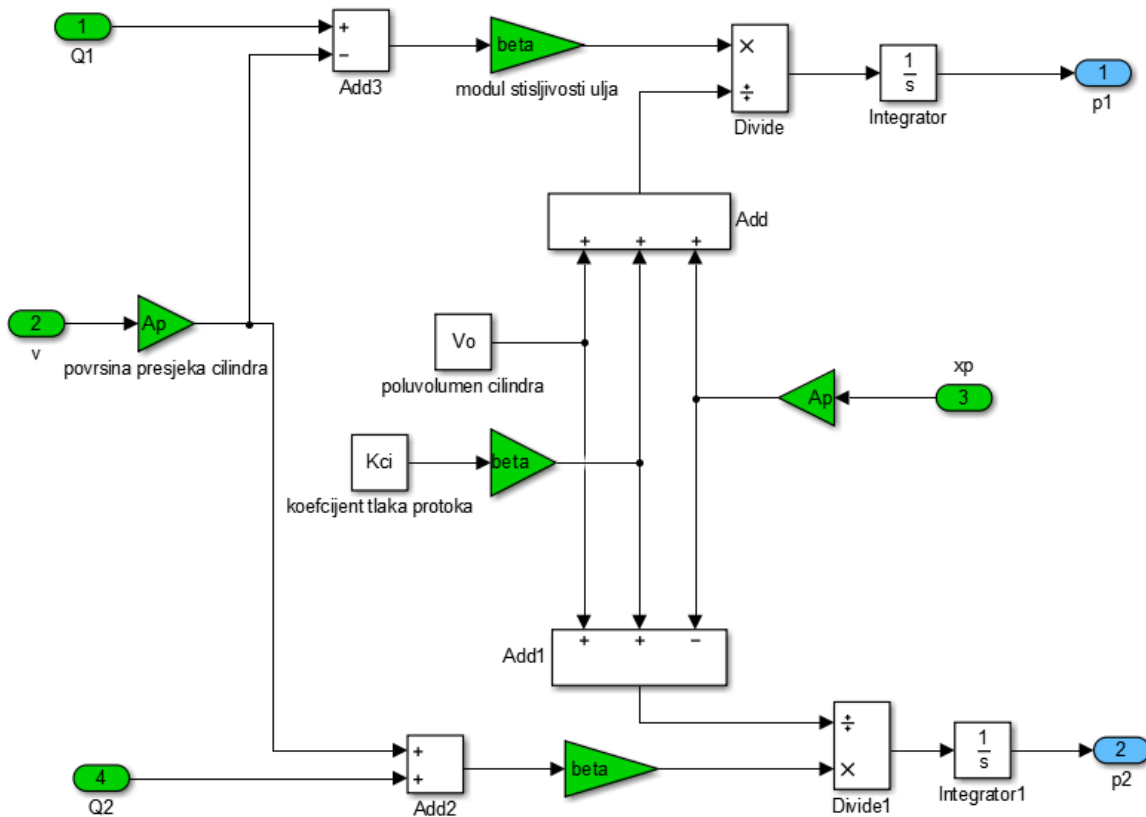 1
Q1
+
−
Add3
beta
modul stisljivosti ulja
×
÷
Divide
1
s
Integrator
1
p1
Add
+ + +
2
v
Ap
povrsina presjeka cilindra
Vo
poluvolumen cilindra
xp
3
Ap
Kci
beta
koefcijent tlaka protoka
+ + −
Add1
4
Q2
+
+
Add2
beta
÷
×
Divide1
1
s
Integrator1
2
p2